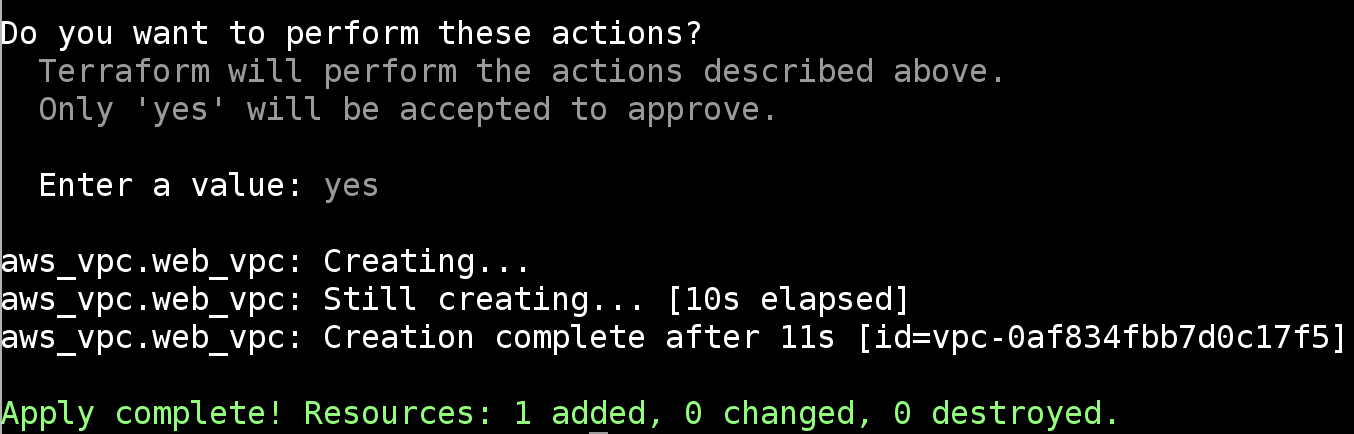 Do you want to perform these actions?
Terraform will perform the actions described above.
Only 'yes' will be accepted to approve.
Enter a value: yes
aws_vpc.web_vpc: Creating...
aws_vpc.web_vpc: Still creating... [10s elapsed]
aws_vpc.web_vpc: Creation complete after 11s [id=vpc-0af834fbb7d0c17f5]
Apply complete! Resources: 1 added, 0 changed, 0 destroyed.